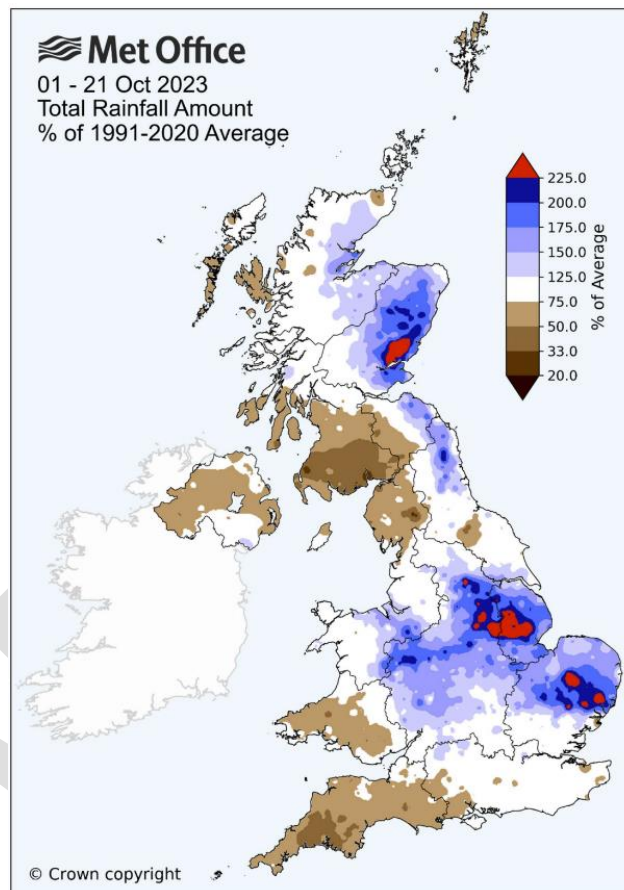 Met Office
01 - 21 Oct 2023
Total Rainfall Amount
% of 1991-2020 Average
225.0
200.0
175.0
150.0
125.0
75.0
50.0
33.0
20.0
% of Average
© Crown copyright